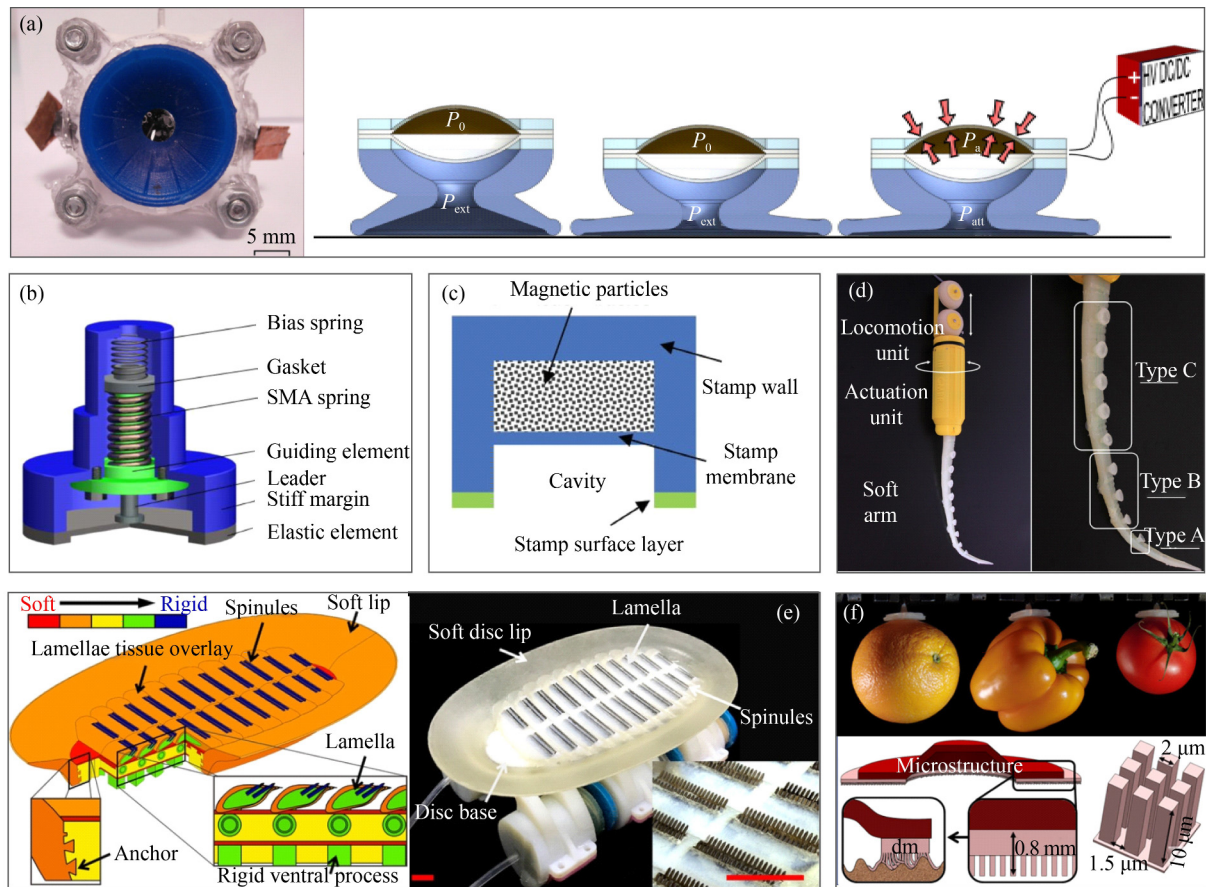 (a)
5 mm
P0
Pext
P0
Pext
Pa
Patt
+
−
HV DC/DC
CONVERTER
(b)
Bias spring
Gasket
SMA spring
Guiding element
Leader
Stiff margin
Elastic element
(c)
Magnetic particles
Stamp wall
Stamp
membrane
Cavity
Stamp surface layer
(d)
Locomotion
unit
Actuation
unit
Soft
arm
Type C
Type B
Type A
Soft
Rigid
Spinules
Soft lip
Lamellae tissue overlay
Lamella
Anchor
Rigid ventral process
(e)
Lamella
Soft disc lip
Spinules
Disc base
(f)
Microstructure
dm
0.8 mm
2 μm
10 μm
1.5 μm